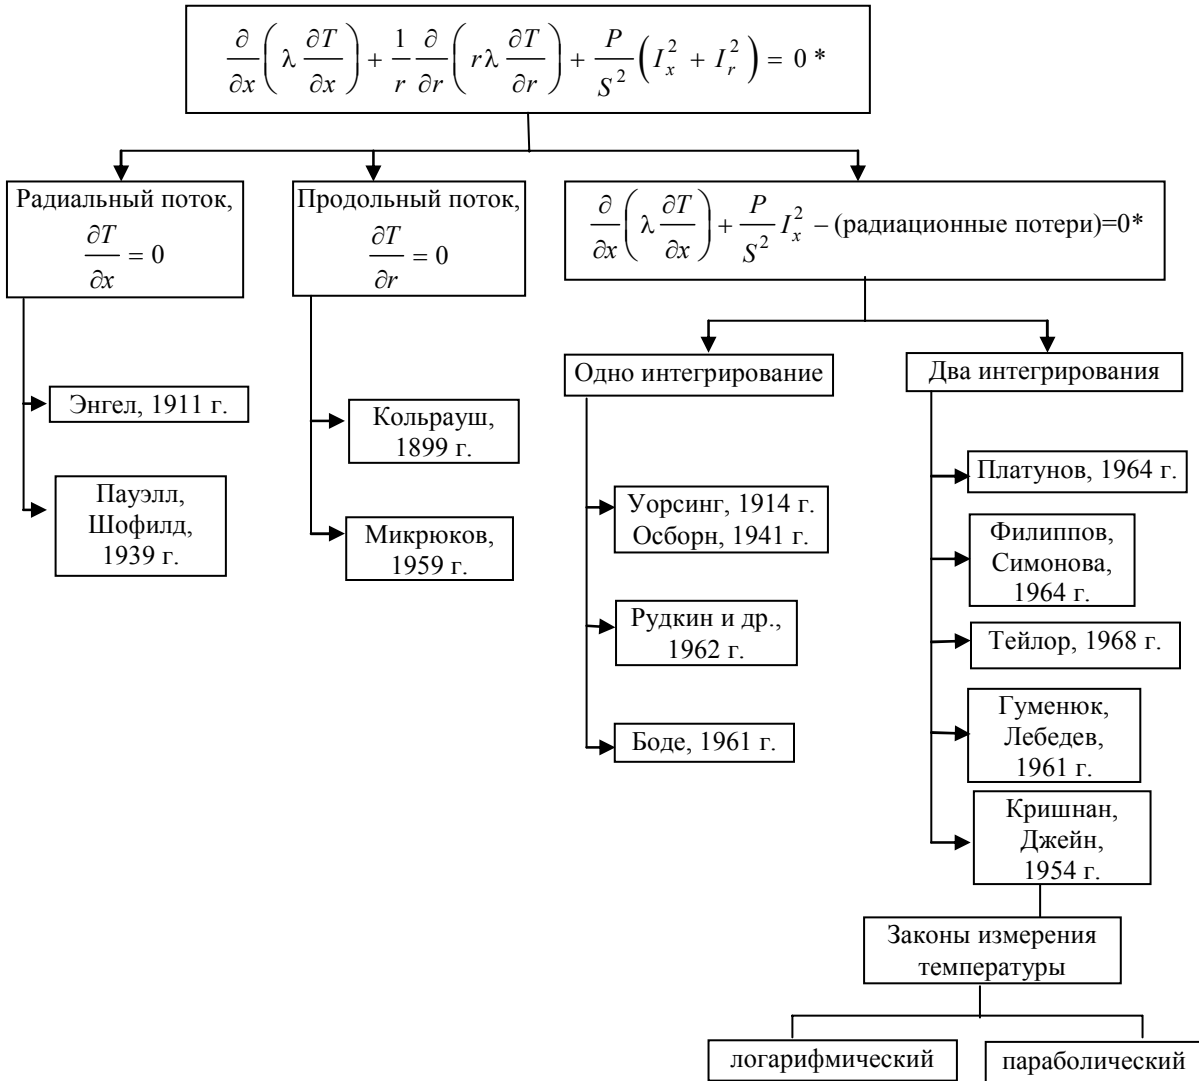 ∂/∂x (λ ∂T/∂x) + 1/r ∂/∂r (rλ ∂T/∂r) + P/S² (I_x² + I_r²) = 0 *
Радиальный поток,
∂T/∂x = 0
Продольный поток,
∂T/∂r = 0
∂/∂x (λ ∂T/∂x) + P/S² I_x² – (радиационные потери)=0*
Одно интегрирование
Два интегрирования
Энгел, 1911 г.
Пауэлл,
Шофилд,
1939 г.
Кольрауш,
1899 г.
Микрюков,
1959 г.
Уорсинг, 1914 г.
Осборн, 1941 г.
Рудкин и др.,
1962 г.
Боде, 1961 г.
Платунов, 1964 г.
Филиппов,
Симонова,
1964 г.
Тейлор, 1968 г.
Гуменюк,
Лебедев,
1961 г.
Кришнан,
Джейн,
1954 г.
Законы измерения
температуры
логарифмический
параболический